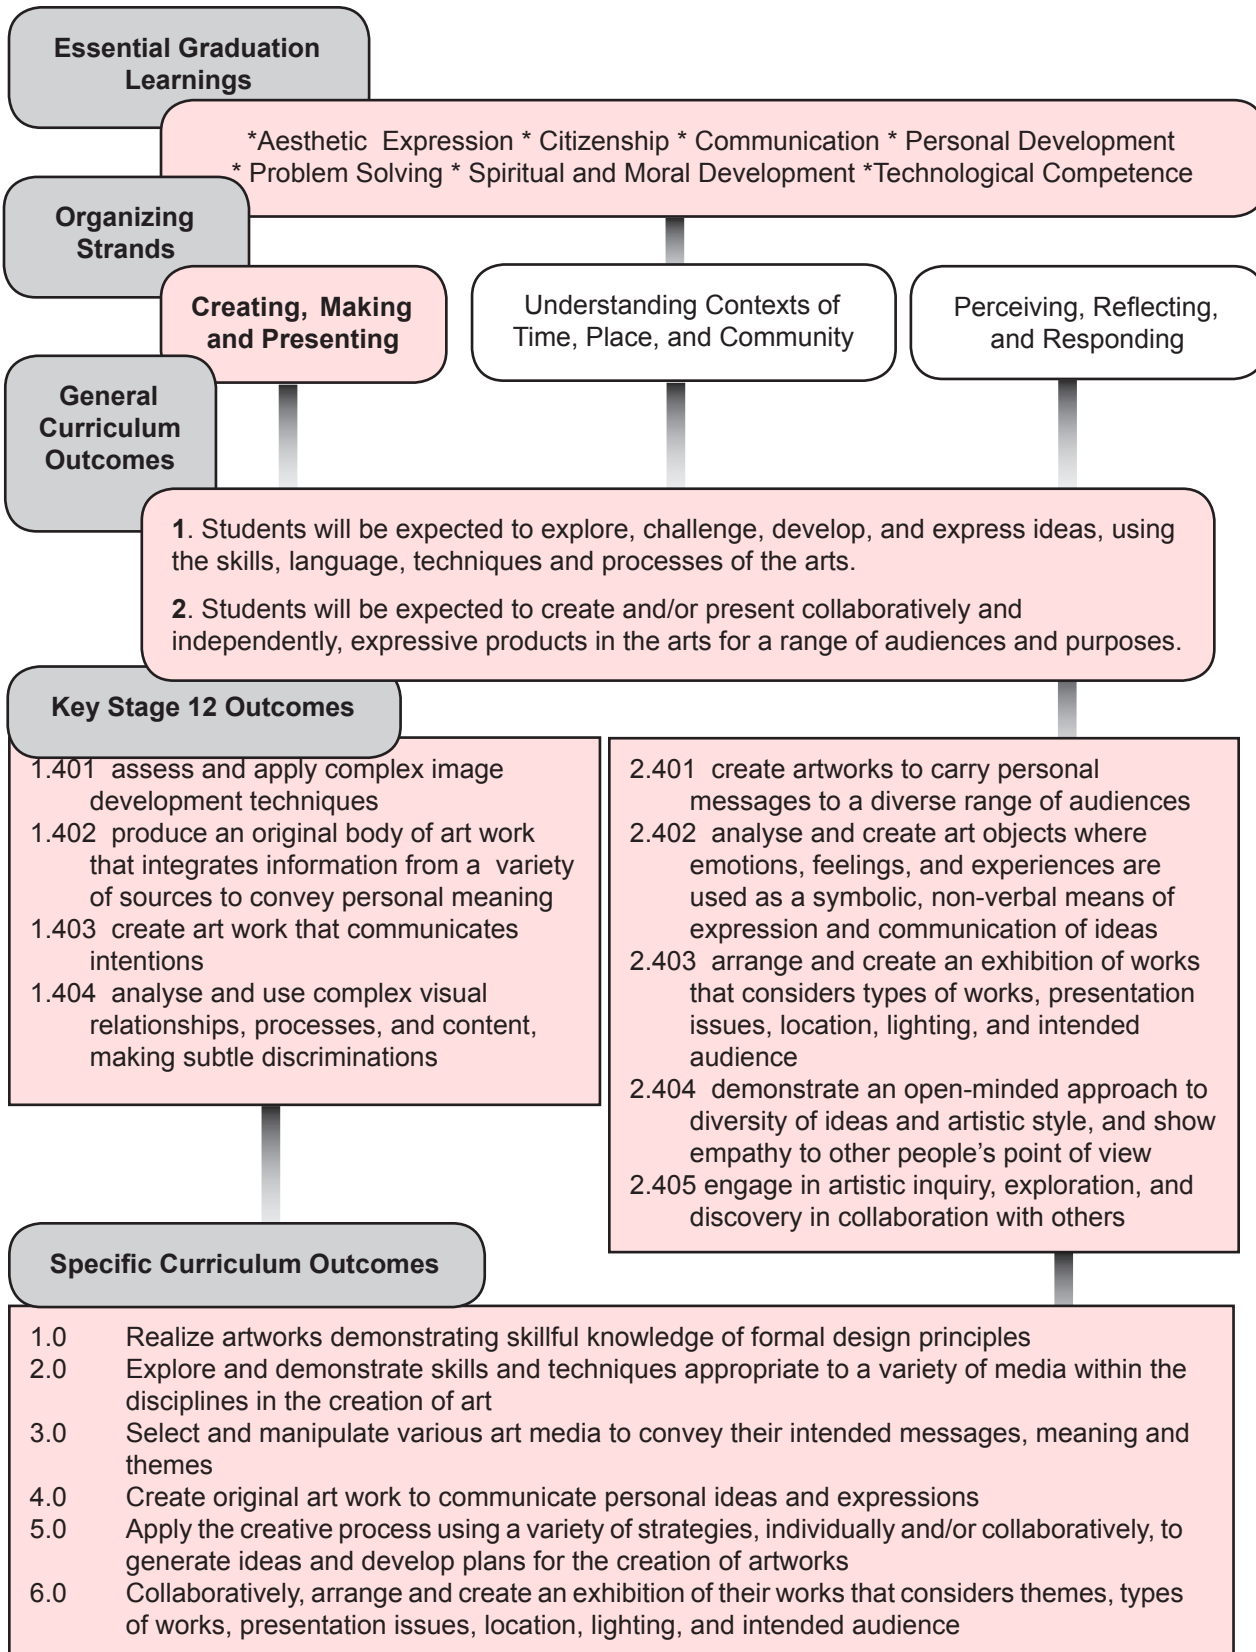 Essential Graduation
Learnings
*Aesthetic Expression * Citizenship * Communication * Personal Development
* Problem Solving * Spiritual and Moral Development *Technological Competence
Organizing
Strands
Creating, Making
and Presenting
Understanding Contexts of
Time, Place, and Community
Perceiving, Reflecting,
and Responding
General
Curriculum
Outcomes
1. Students will be expected to explore, challenge, develop, and express ideas, using
the skills, language, techniques and processes of the arts.
2. Students will be expected to create and/or present collaboratively and
independently, expressive products in the arts for a range of audiences and purposes.
Key Stage 12 Outcomes
1.401 assess and apply complex image
development techniques
1.402 produce an original body of art work
that integrates information from a variety
of sources to convey personal meaning
1.403 create art work that communicates
intentions
1.404 analyse and use complex visual
relationships, processes, and content,
making subtle discriminations
2.401 create artworks to carry personal
messages to a diverse range of audiences
2.402 analyse and create art objects where
emotions, feelings, and experiences are
used as a symbolic, non-verbal means of
expression and communication of ideas
2.403 arrange and create an exhibition of works
that considers types of works, presentation
issues, location, lighting, and intended
audience
2.404 demonstrate an open-minded approach to
diversity of ideas and artistic style, and show
empathy to other people's point of view
2.405 engage in artistic inquiry, exploration, and
discovery in collaboration with others
Specific Curriculum Outcomes
1.0 Realize artworks demonstrating skillful knowledge of formal design principles
2.0 Explore and demonstrate skills and techniques appropriate to a variety of media within the
disciplines in the creation of art
3.0 Select and manipulate various art media to convey their intended messages, meaning and
themes
4.0 Create original art work to communicate personal ideas and expressions
5.0 Apply the creative process using a variety of strategies, individually and/or collaboratively, to
generate ideas and develop plans for the creation of artworks
6.0 Collaboratively, arrange and create an exhibition of their works that considers themes, types
of works, presentation issues, location, lighting, and intended audience